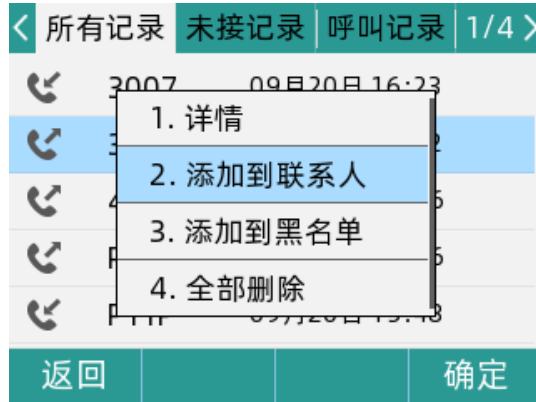 所有记录 未接记录 呼叫记录 1/4
3007 09月20日 16:23
1. 详情
2. 添加到联系人
3. 添加到黑名单
4. 全部删除
返回 确定